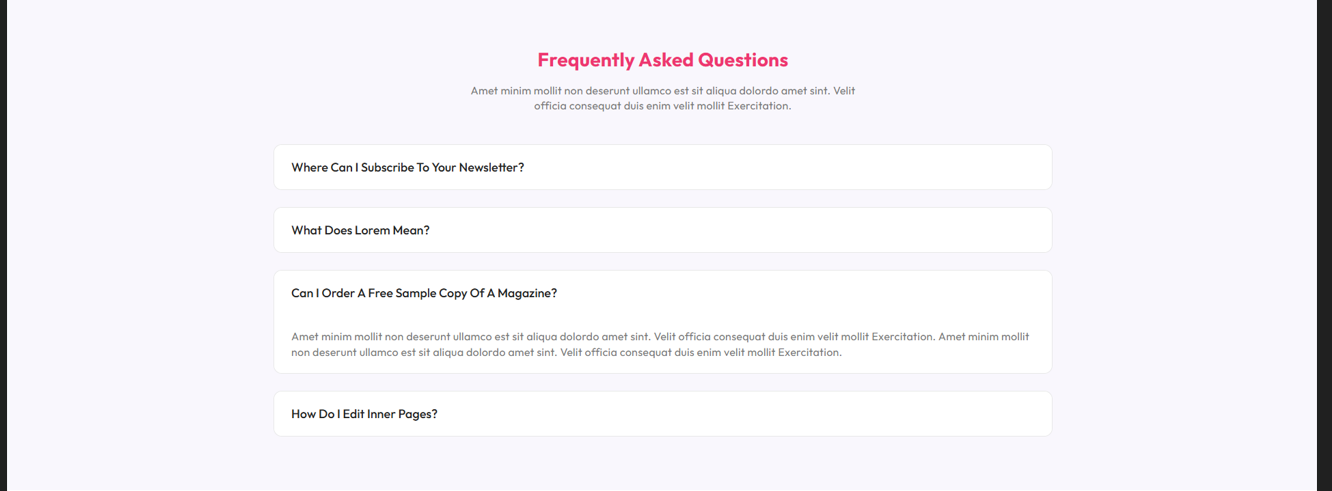 Frequently Asked Questions
Amet minim mollit non deserunt ullamco est sit aliqua dolordo amet sint. Velit
officia consequat duis enim velit mollit Exercitation.
Where Can I Subscribe To Your Newsletter?
What Does Lorem Mean?
Can I Order A Free Sample Copy Of A Magazine?
Amet minim mollit non deserunt ullamco est sit aliqua dolordo amet sint. Velit officia consequat duis enim velit mollit Exercitation. Amet minim mollit
non deserunt ullamco est sit aliqua dolordo amet sint. Velit officia consequat duis enim velit mollit Exercitation.
How Do I Edit Inner Pages?